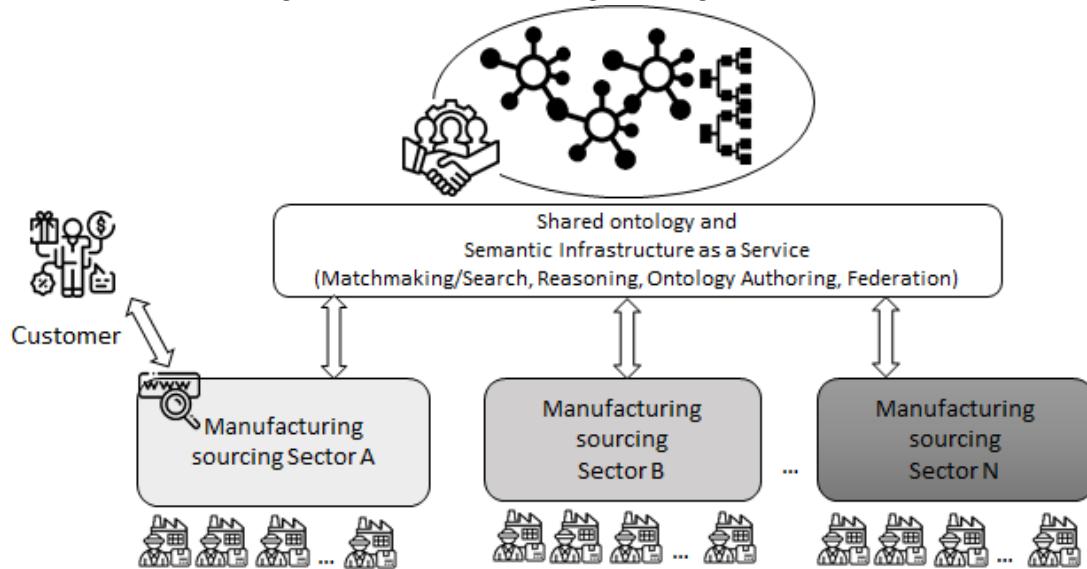 Shared ontology and
Semantic Infrastructure as a Service
(Matchmaking/Search, Reasoning, Ontology Authoring, Federation)
Customer
www
Manufacturing
sourcing Sector A
Manufacturing
sourcing
Sector B
...
Manufacturing
sourcing
Sector N
...
...
...